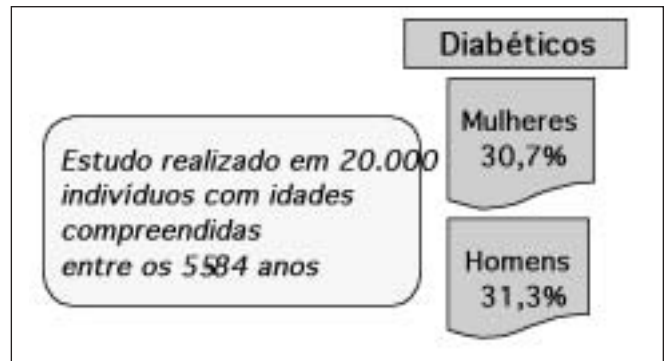 Diabéticos
Mulheres
30,7%
Estudo realizado em 20.000
indivíduos com idades
compreendidas
entre os 5584 anos
Homens
31,3%